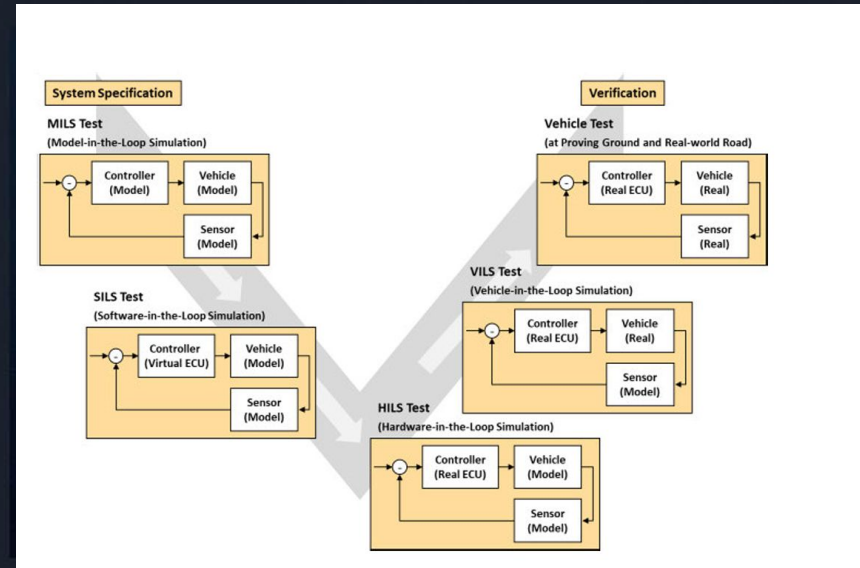 System Specification
MILS Test
(Model-in-the-Loop Simulation)
-
Controller
(Model)
Vehicle
(Model)
Sensor
(Model)
SILS Test
(Software-in-the-Loop Simulation)
-
Controller
(Virtual ECU)
Vehicle
(Model)
Sensor
(Model)
HILS Test
(Hardware-in-the-Loop Simulation)
-
Controller
(Real ECU)
Vehicle
(Model)
Sensor
(Model)
VILS Test
(Vehicle-in-the-Loop Simulation)
-
Controller
(Real ECU)
Vehicle
(Real)
Sensor
(Model)
Verification
Vehicle Test
(at Proving Ground and Real-world Road)
-
Controller
(Real ECU)
Vehicle
(Real)
Sensor
(Real)